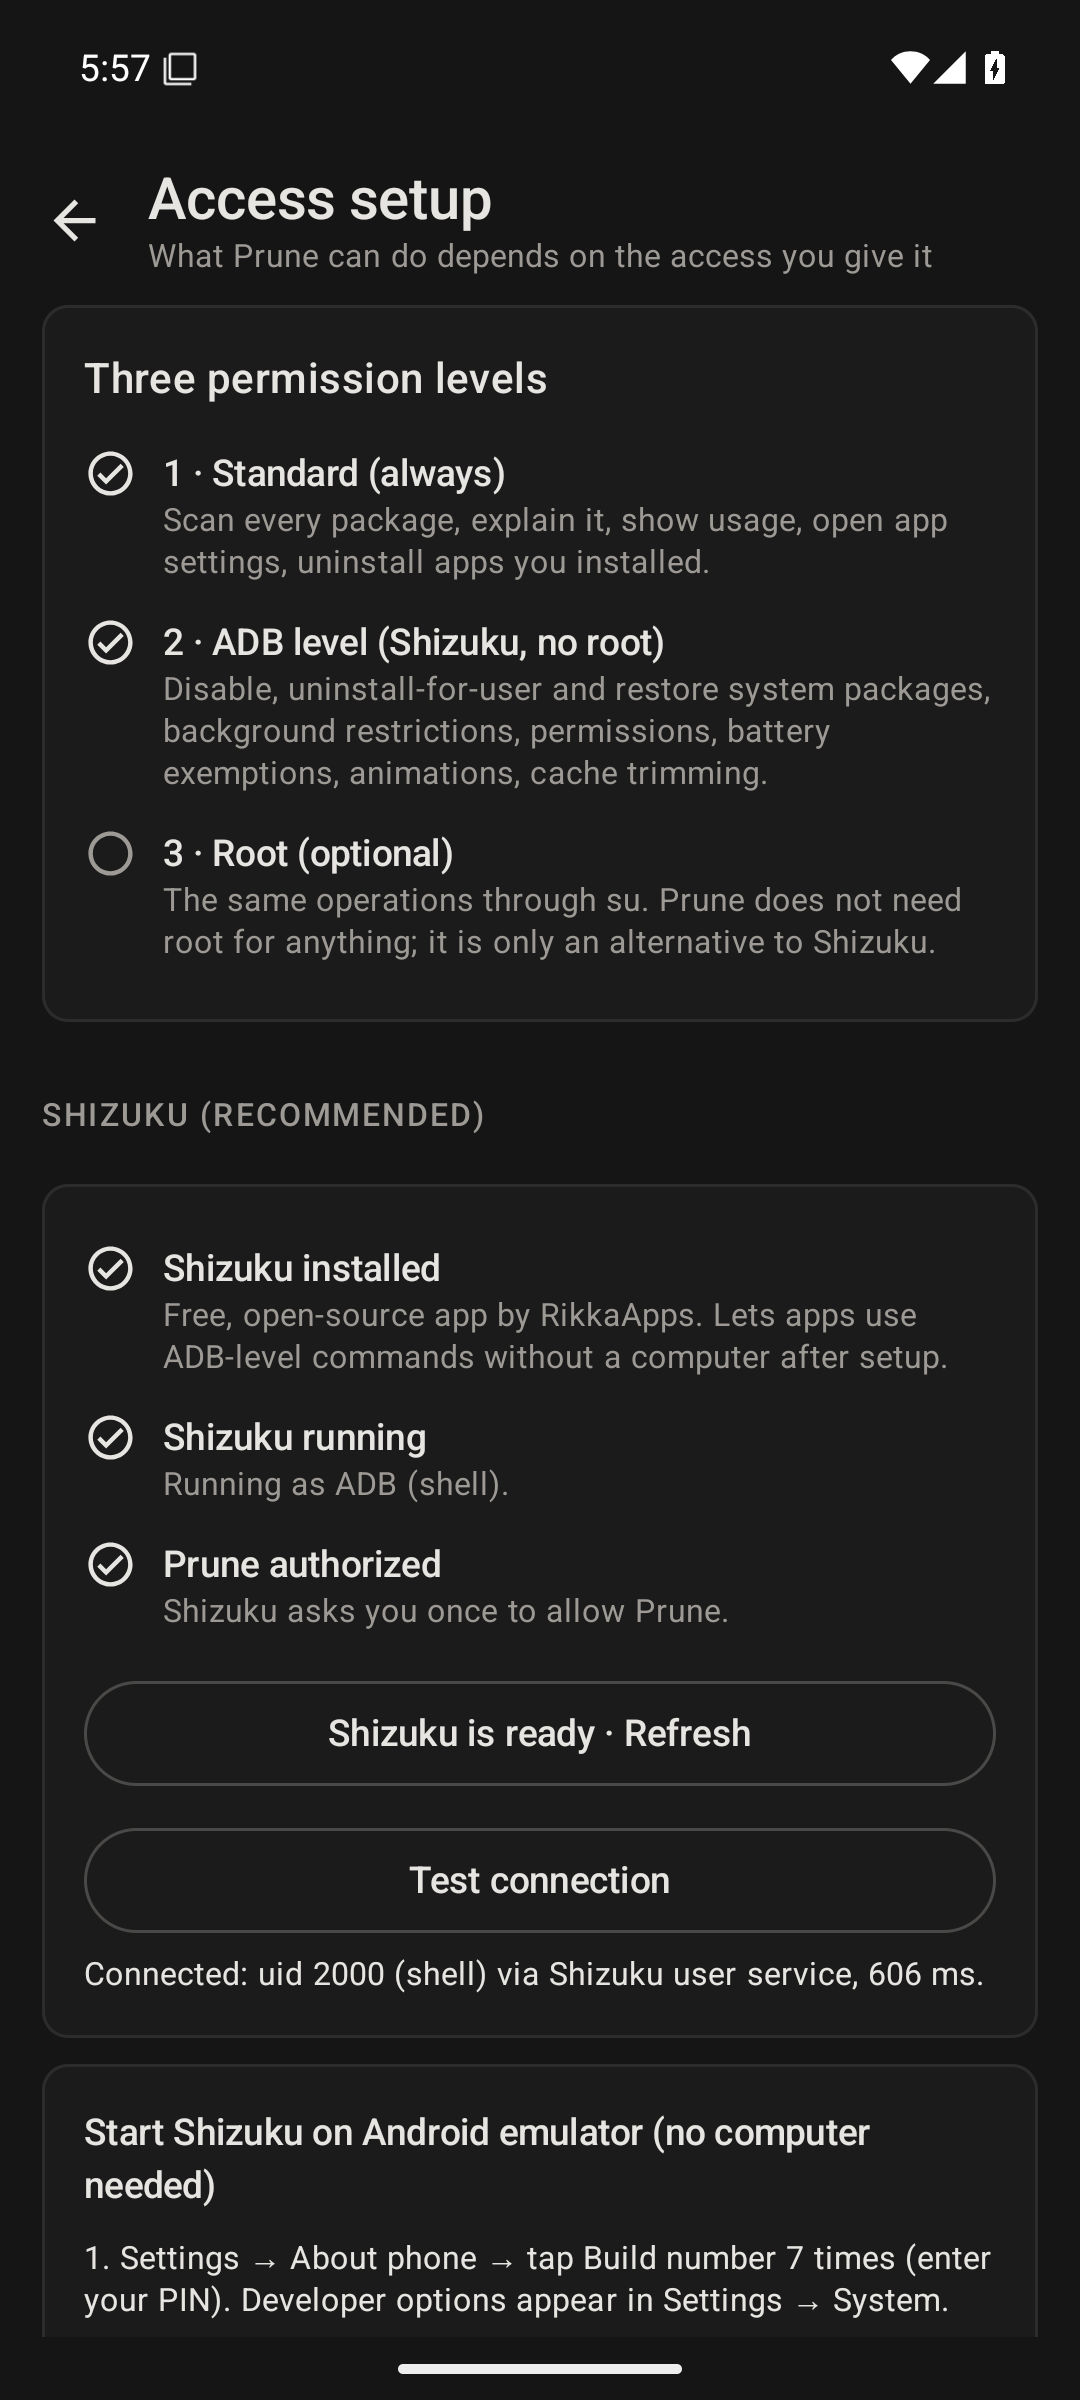 5:57
Access setup
What Prune can do depends on the access you give it
Three permission levels
1 · Standard (always)
Scan every package, explain it, show usage, open app
settings, uninstall apps you installed.
2 · ADB level (Shizuku, no root)
Disable, uninstall-for-user and restore system packages,
background restrictions, permissions, battery
exemptions, animations, cache trimming.
3 · Root (optional)
The same operations through su. Prune does not need
root for anything; it is only an alternative to Shizuku.
SHIZUKU (RECOMMENDED)
Shizuku installed
Free, open-source app by RikkaApps. Lets apps use
ADB-level commands without a computer after setup.
Shizuku running
Running as ADB (shell).
Prune authorized
Shizuku asks you once to allow Prune.
Shizuku is ready · Refresh
Test connection
Connected: uid 2000 (shell) via Shizuku user service, 606 ms.
Start Shizuku on Android emulator (no computer
needed)
1. Settings → About phone → tap Build number 7 times (enter
your PIN). Developer options appear in Settings → System.